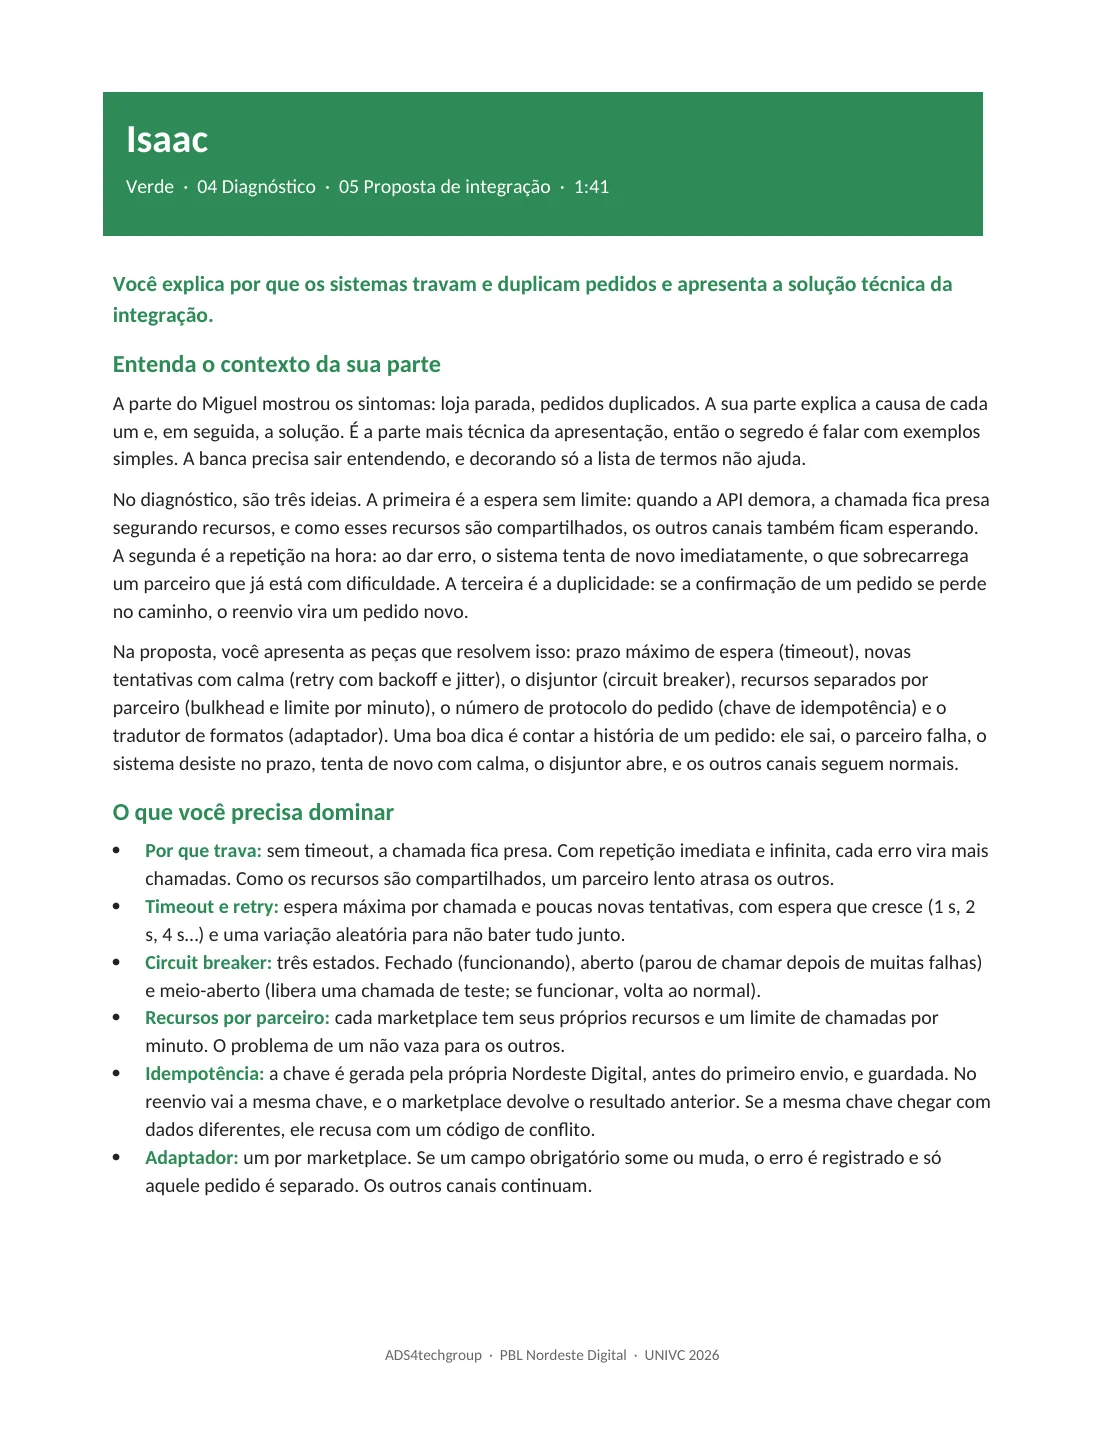 Isaac
Verde · 04 Diagnóstico · 05 Proposta de integração · 1:41
Você explica por que os sistemas travam e duplicam pedidos e apresenta a solução técnica da
integração.
Entenda o contexto da sua parte
A parte do Miguel mostrou os sintomas: loja parada, pedidos duplicados. A sua parte explica a causa de cada
um e, em seguida, a solução. É a parte mais técnica da apresentação, então o segredo é falar com exemplos
simples. A banca precisa sair entendendo, e decorando só a lista de termos não ajuda.
No diagnóstico, são três ideias. A primeira é a espera sem limite: quando a API demora, a chamada fica presa
segurando recursos, e como esses recursos são compartilhados, os outros canais também ficam esperando.
A segunda é a repetição na hora: ao dar erro, o sistema tenta de novo imediatamente, o que sobrecarrega
um parceiro que já está com dificuldade. A terceira é a duplicidade: se a confirmação de um pedido se perde
no caminho, o reenvio vira um pedido novo.
Na proposta, você apresenta as peças que resolvem isso: prazo máximo de espera (timeout), novas
tentativas com calma (retry com backoff e jitter), o disjuntor (circuit breaker), recursos separados por
parceiro (bulkhead e limite por minuto), o número de protocolo do pedido (chave de idempotência) e o
tradutor de formatos (adaptador). Uma boa dica é contar a história de um pedido: ele sai, o parceiro falha, o
sistema desiste no prazo, tenta de novo com calma, o disjuntor abre, e os outros canais seguem normais.
O que você precisa dominar
• Por que trava: sem timeout, a chamada fica presa. Com repetição imediata e infinita, cada erro vira mais
chamadas. Como os recursos são compartilhados, um parceiro lento atrasa os outros.
• Timeout e retry: espera máxima por chamada e poucas novas tentativas, com espera que cresce (1 s, 2
s, 4 s...) e uma variação aleatória para não bater tudo junto.
• Circuit breaker: três estados. Fechado (funcionando), aberto (parou de chamar depois de muitas falhas)
e meio-aberto (libera uma chamada de teste; se funcionar, volta ao normal).
• Recursos por parceiro: cada marketplace tem seus próprios recursos e um limite de chamadas por
minuto. O problema de um não vaza para os outros.
• Idempotência: a chave é gerada pela própria Nordeste Digital, antes do primeiro envio, e guardada. No
reenvio vai a mesma chave, e o marketplace devolve o resultado anterior. Se a mesma chave chegar com
dados diferentes, ele recusa com um código de conflito.
• Adaptador: um por marketplace. Se um campo obrigatório some ou muda, o erro é registrado e só
aquele pedido é separado. Os outros canais continuam.
ADS4techgroup · PBL Nordeste Digital · UNIVC 2026